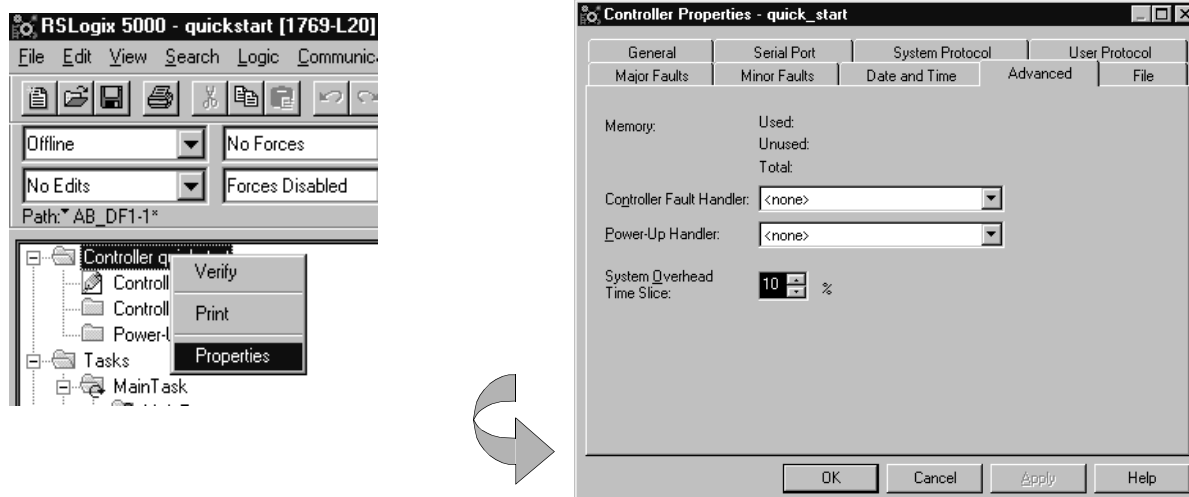 RSLogix 5000 - quickstart [1769-L20]
File Edit View Search Logic Communic
Offline No Forces
No Edits Forces Disabled
Path: AB_DF1-1*
Controller
Controll
Controll
Power-U
Tasks
MainTask
Verify
Print
Properties
Controller Properties - quick_start
General Serial Port System Protocol User Protocol
Major Faults Minor Faults Date and Time Advanced File
Memory: Used:
Unused:
Total:
Controller Fault Handler: <none>
Power-Up Handler: <none>
System Overhead
Time Slice: 10 %
OK Cancel Apply Help